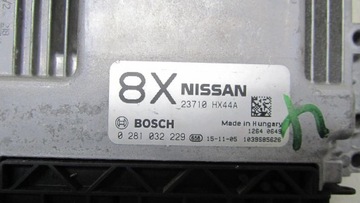 8X NISSAN
23710 HX44A
BOSCH
Made in Hungary
1264 0649
0 281 032 229 15-11-05 1039S85626